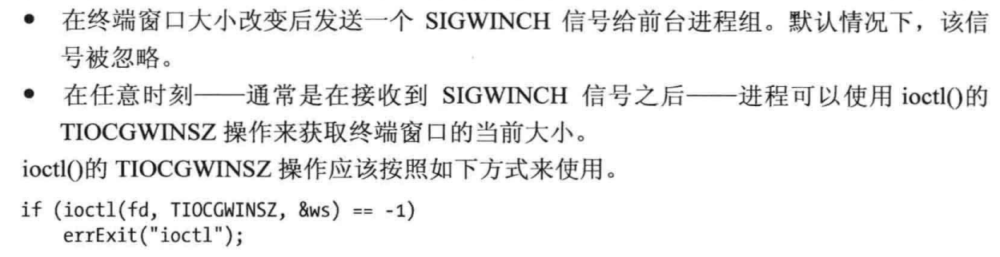 • 在终端窗口大小改变后发送一个 SIGWINCH 信号给前台进程组。默认情况下，该信
号被忽略。
• 在任意时刻——通常是在接收到 SIGWINCH 信号之后——进程可以使用 ioctl()的
TIOCGWINSZ 操作来获取终端窗口的当前大小。
ioctl()的 TIOCGWINSZ 操作应该按照如下方式来使用。
if (ioctl(fd, TIOCGWINSZ, &ws) == -1)
    errExit("ioctl");